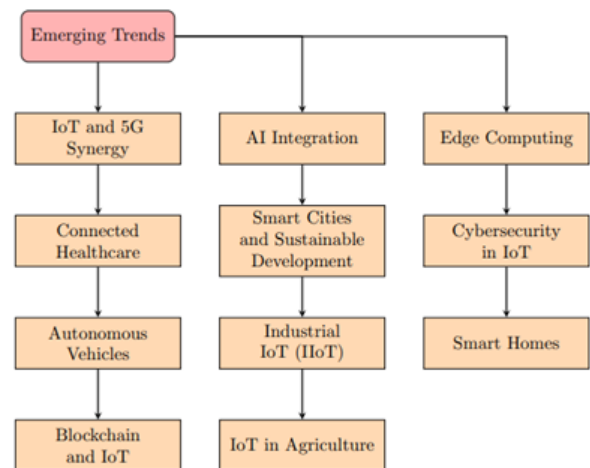 Emerging Trends
IoT and 5G
Synergy
AI Integration
Edge Computing
Connected
Healthcare
Smart Cities
and Sustainable
Development
Cybersecurity
in IoT
Autonomous
Vehicles
Industrial
IoT (IIoT)
Smart Homes
Blockchain
and IoT
IoT in Agriculture